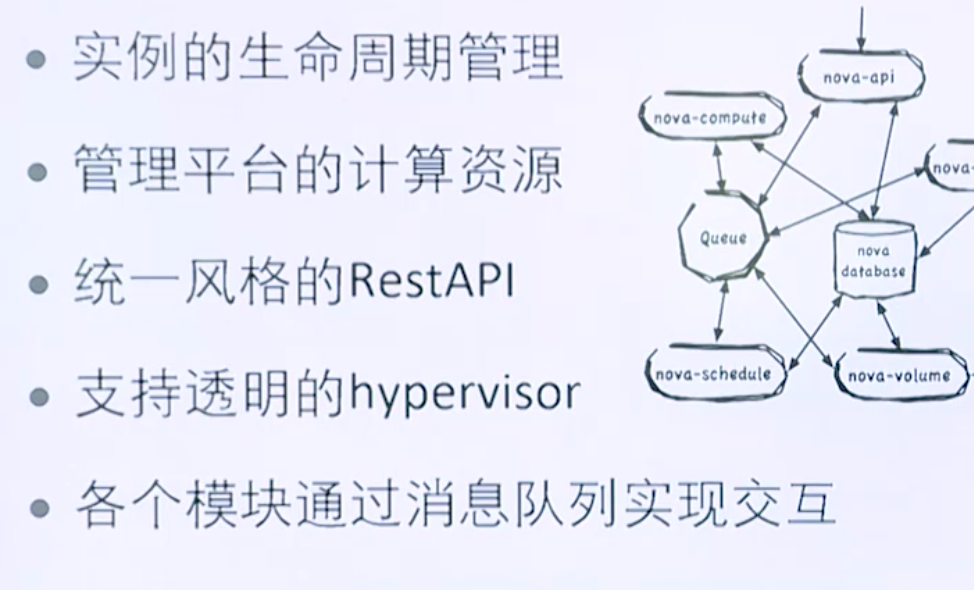 实例的生命周期管理
管理平台的计算资源
统一风格的RestAPI
支持透明的hypervisor
各个模块通过消息队列实现交互
nova-api
nova-compute
nova-
Queue
nova
database
nova-schedule
nova-volume